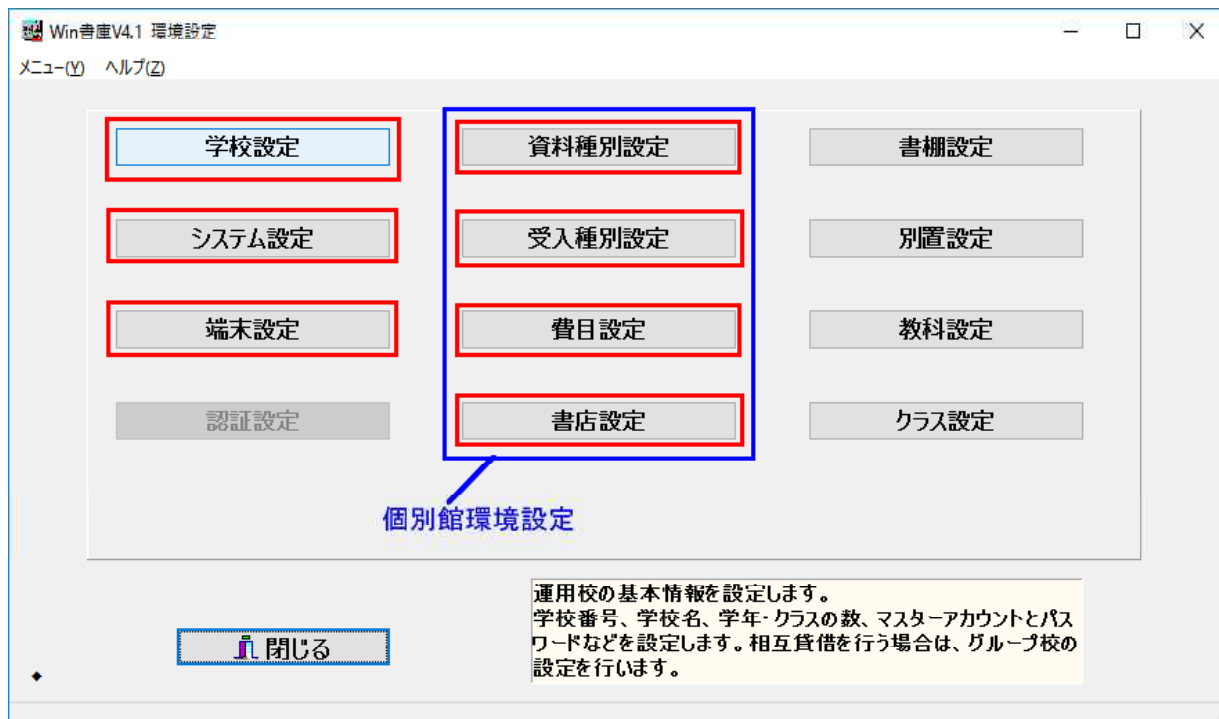 Win書庫V4.1 環境設定
メニュー(Y) ヘルプ(Z)
学校設定 資料種別設定 書棚設定
システム設定 受入種別設定 別置設定
端末設定 費目設定 教科設定
認証設定 書店設定 クラス設定
個別館環境設定
運用校の基本情報を設定します。
学校番号、学校名、学年・クラスの数、マスターアカウントとパス
ワードなどを設定します。相互貸借を行う場合は、グループ校の
設定を行います。
閉じる